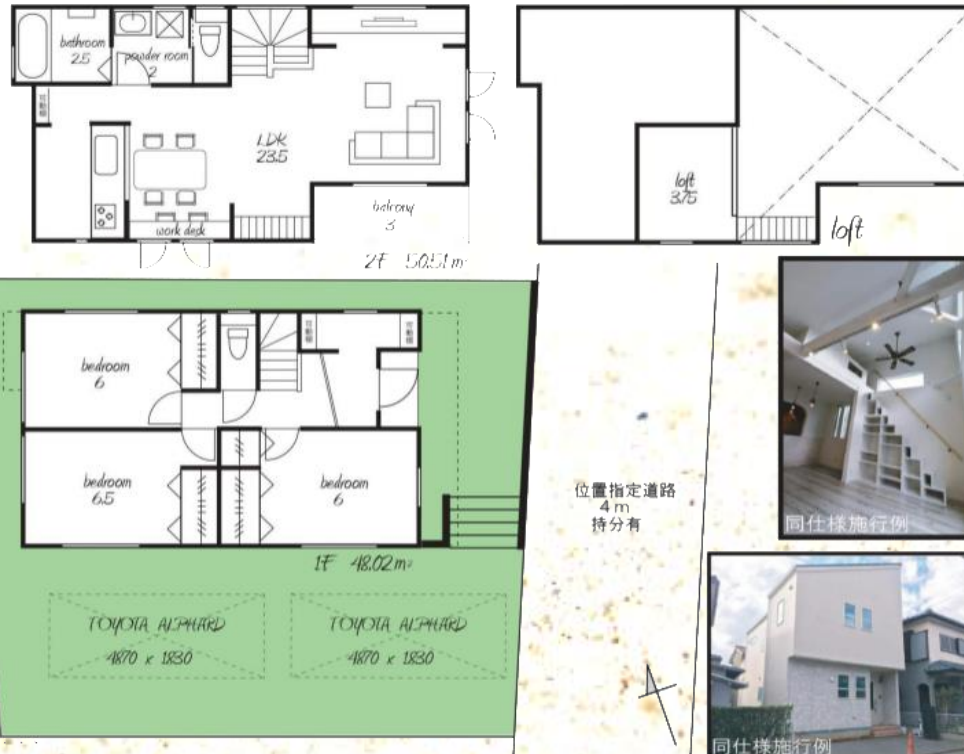 bathroom
2.5
powder room
2
LDK
23.5
work desk
balcony
3
2F 50.51m²
loft
3.75
loft
bedroom
6
bedroom
6.5
bedroom
6
1F 48.02m²
TOYOTA ALPHARD
4870 x 1830
TOYOTA ALPHARD
4870 x 1830
位置指定道路
4m
持分有
同仕様施行例
同仕様施行例